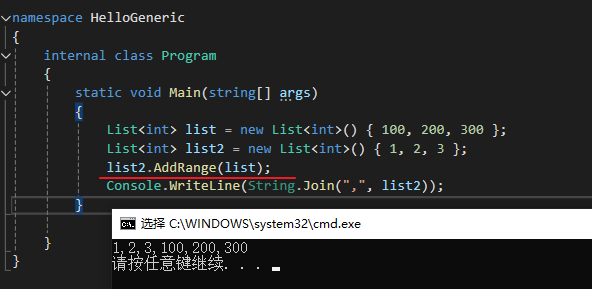 namespace HelloGeneric
{
internal class Program
{
static void Main(string[] args)
{
List<int> list = new List<int>() { 100, 200, 300 };
List<int> list2 = new List<int>() { 1, 2, 3 };
list2.AddRange(list);
Console.WriteLine(String.Join(",", list2));
}
}
}
选择 C:\WINDOWS\system32\cmd.exe
1,2,3,100,200,300
请按任意键继续. . .